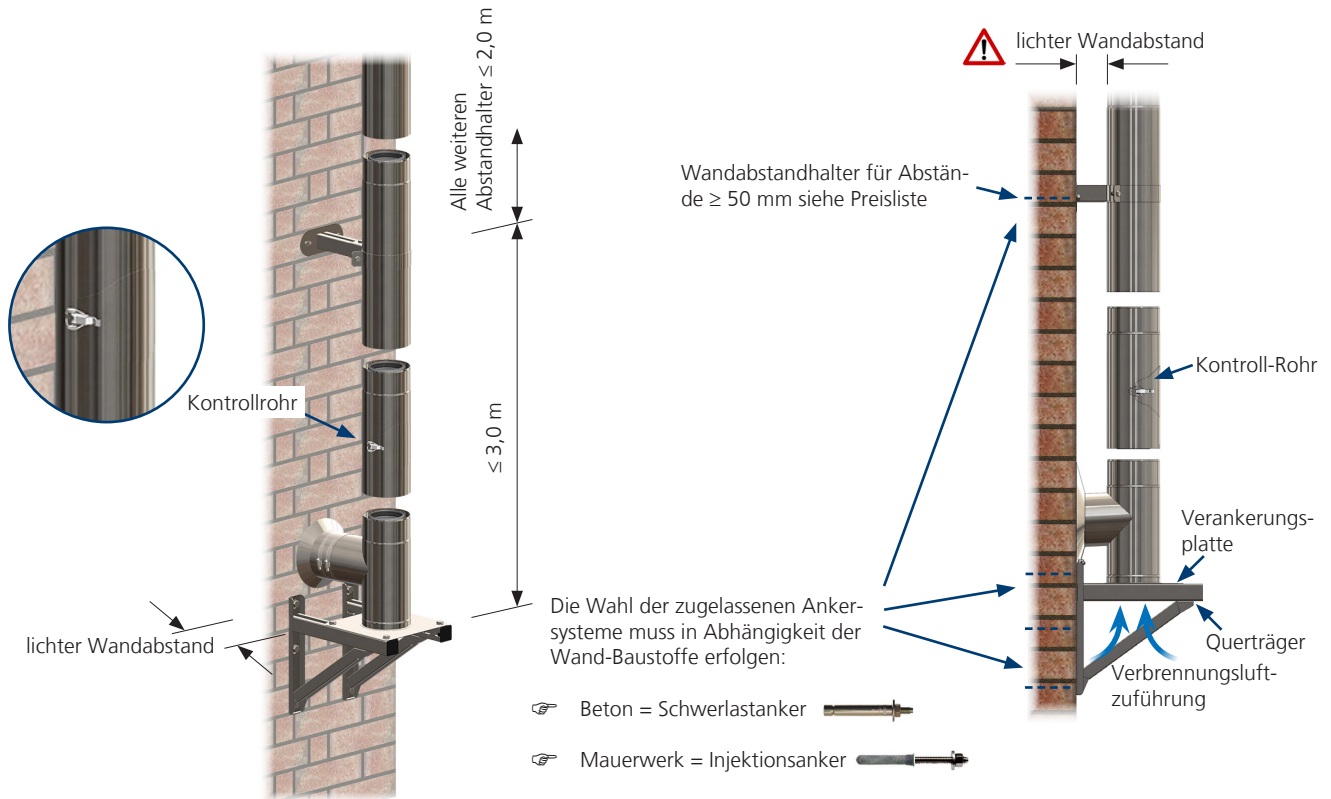 Alle weiteren
Abstandhalter ≤ 2,0 m
≤ 3,0 m
Kontrollrohr
lichter Wandabstand
lichter Wandabstand
Wandabstandhalter für Abstän-
de ≥ 50 mm siehe Preisliste
Kontroll-Rohr
Verankerungs-
platte
Querträger
Verbrennungsluft-
zuführung
Die Wahl der zugelassenen Anker-
systeme muss in Abhängigkeit der
Wand-Baustoffe erfolgen:
☞ Beton = Schwerlastanker
☞ Mauerwerk = Injektionsanker